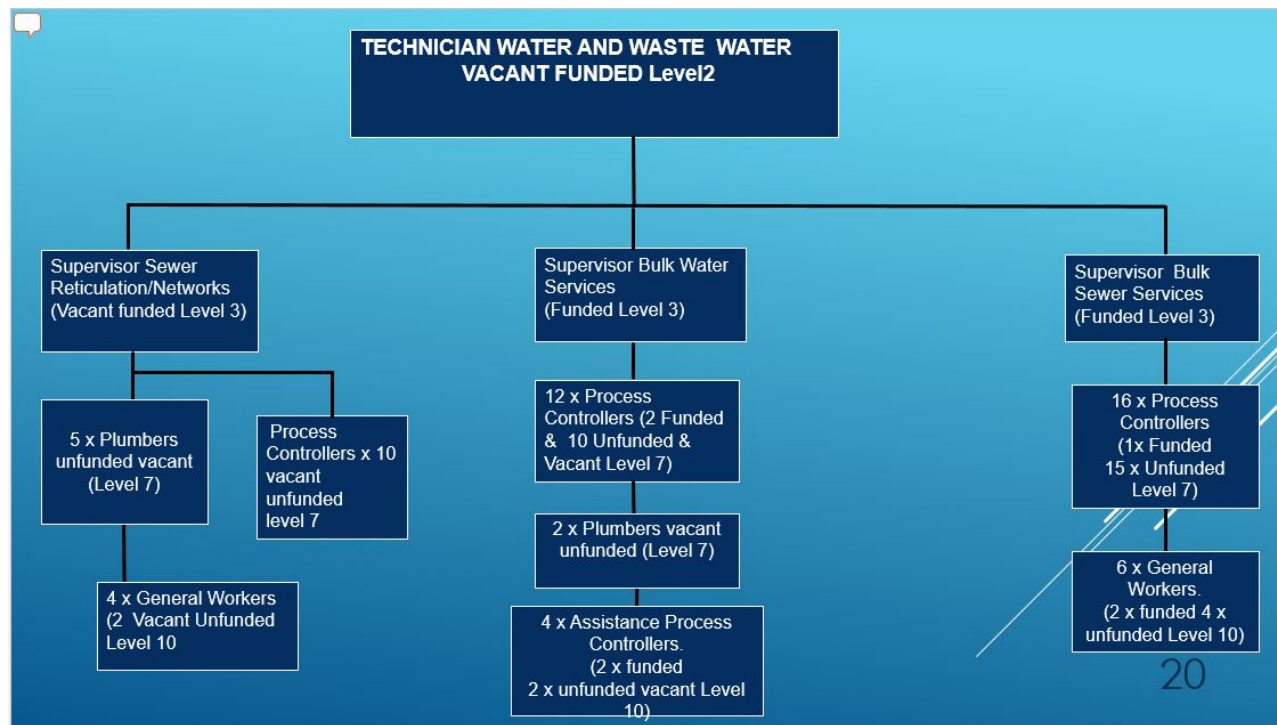 TECHNICIAN WATER AND WASTE WATER
VACANT FUNDED Level2
Supervisor Sewer
Reticulation/Networks
(Vacant funded Level 3)
Supervisor Bulk Water
Services
(Funded Level 3)
Supervisor Bulk
Sewer Services
(Funded Level 3)
5 x Plumbers
unfunded vacant
(Level 7)
Process
Controllers x 10
vacant
unfunded
level 7
12 x Process
Controllers (2 Funded
& 10 Unfunded &
Vacant Level 7)
16 x Process
Controllers
(1x Funded
15 x Unfunded
Level 7)
2 x Plumbers vacant
unfunded (Level 7)
4 x General Workers
(2 Vacant Unfunded
Level 10
4 x Assistance Process
Controllers.
(2 x funded
2 x unfunded vacant Level
10)
6 x General
Workers.
(2 x funded 4 x
unfunded Level 10)
20